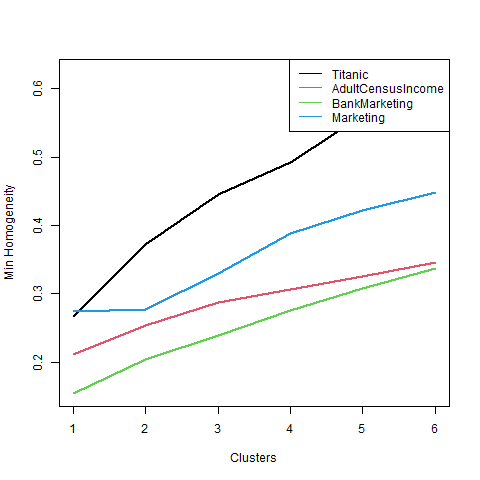 Titanic
AdultCensusIncome
BankMarketing
Marketing
Min Homogeneity
0.6
0.5
0.4
0.3
0.2
1 2 3 4 5 6
Clusters